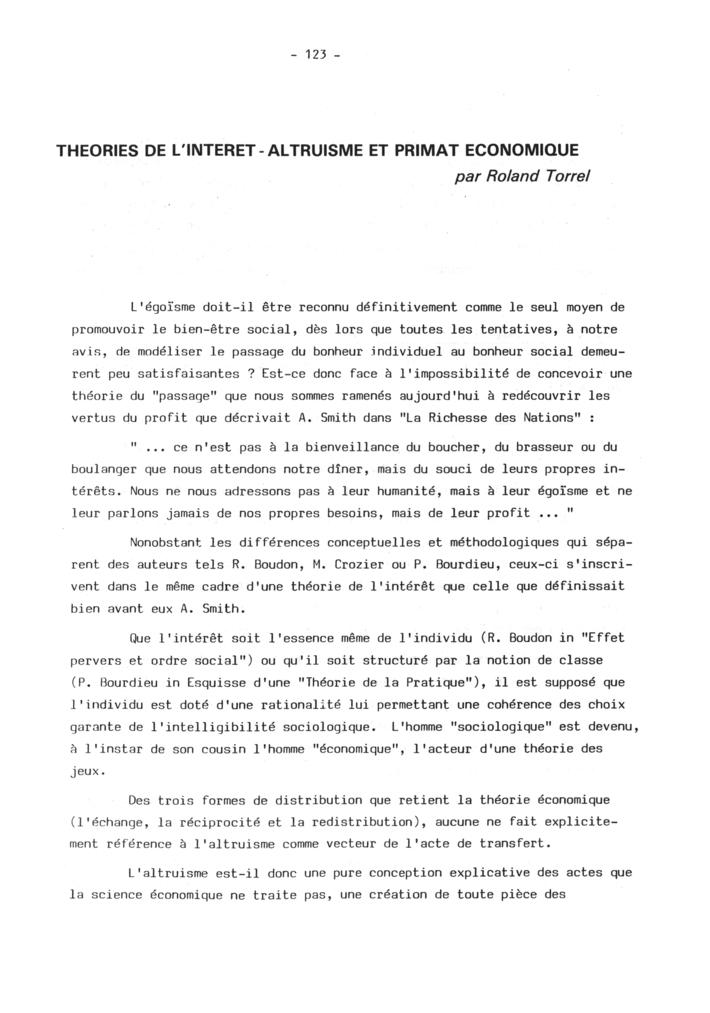 - 123 -
THEORIES DE L'INTERET - ALTRUISME ET PRIMAT ECONOMIQUE
par Roland Torrel
L'égoïsme doit-il être reconnu définitivement comme le seul moyen de
promouvoir le bien-être social, dès lors que toutes les tentatives, à notre
avis, de modéliser le passage du bonheur individuel au bonheur social demeu-
rent peu satisfaisantes ? Est-ce donc face à l'impossibilité de concevoir une
théorie du "passage" que nous sommes ramenés aujourd'hui à redécouvrir les
vertus du profit que décrivait A. Smith dans "La Richesse des Nations" :
" ... ce n'est pas à la bienveillance du boucher, du brasseur ou du
boulanger que nous attendons notre dîner, mais du souci de leurs propres in-
térêts. Nous ne nous adressons pas à leur humanité, mais à leur égoïsme et ne
leur parlons jamais de nos propres besoins, mais de leur profit ... "
Nonobstant les différences conceptuelles et méthodologiques qui sépa-
rent des auteurs tels R. Boudon, M. Crozier ou P. Bourdieu, ceux-ci s'inscri-
vent dans le même cadre d'une théorie de l'intérêt que celle que définissait
bien avant eux A. Smith.
Que l'intérêt soit l'essence même de l'individu (R. Boudon in "Effet
pervers et ordre social") ou qu'il soit structuré par la notion de classe
(P. Bourdieu in Esquisse d'une "Théorie de la Pratique"), il est supposé que
l'individu est doté d'une rationalité lui permettant une cohérence des choix
garante de l'intelligibilité sociologique. L'homme "sociologique" est devenu,
à l'instar de son cousin l'homme "économique", l'acteur d'une théorie des
jeux.
Des trois formes de distribution que retient la théorie économique
(l'échange, la réciprocité et la redistribution), aucune ne fait explicite-
ment référence à l'altruisme comme vecteur de l'acte de transfert.
L'altruisme est-il donc une pure conception explicative des actes que
la science économique ne traite pas, une création de toute pièce des